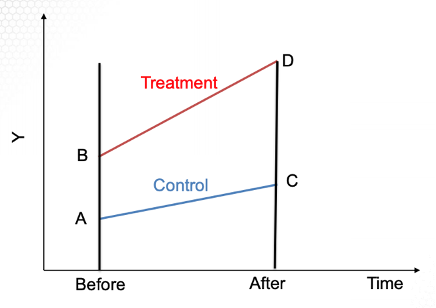 D
Treatment
Y
B
Control
C
A
Before
After
Time